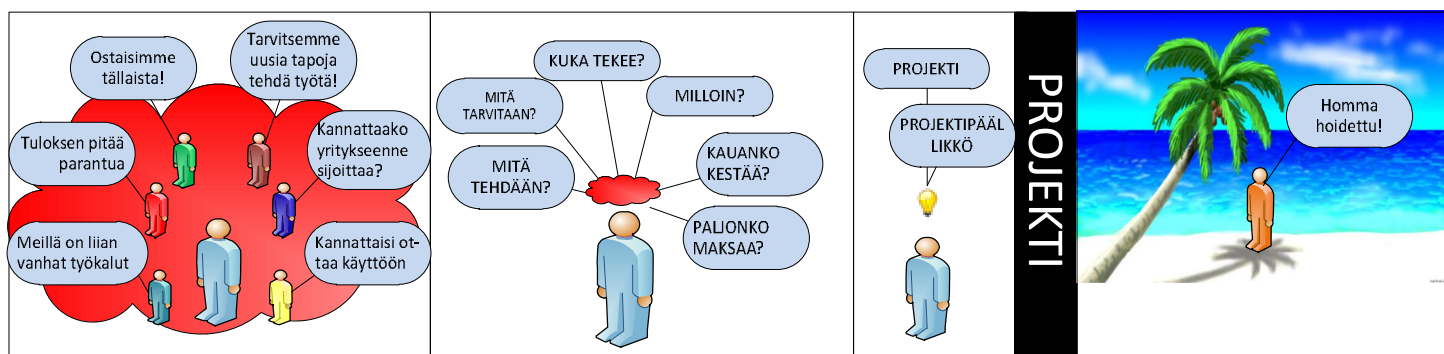 Ostaisimme
tällaista!
Tarvitsemme
uusia tapoja
tehdä työtä!
Tuloksen pitää
parantua
Kannattaako
yritykseenne
sijoittaa?
Meillä on liian
vanhat työkalut
Kannattaisi ot-
taa käyttöön
KUKA TEKEE?
MITÄ
TARVITAAN?
MILLOIN?
MITÄ
TEHDÄÄN?
KAUANKO
KESTÄÄ?
PALJONKO
MAKSAA?
PROJEKTI
PROJEKTIPÄÄL
LIKKÖ
PROJEKTI
Homma
hoidettu!